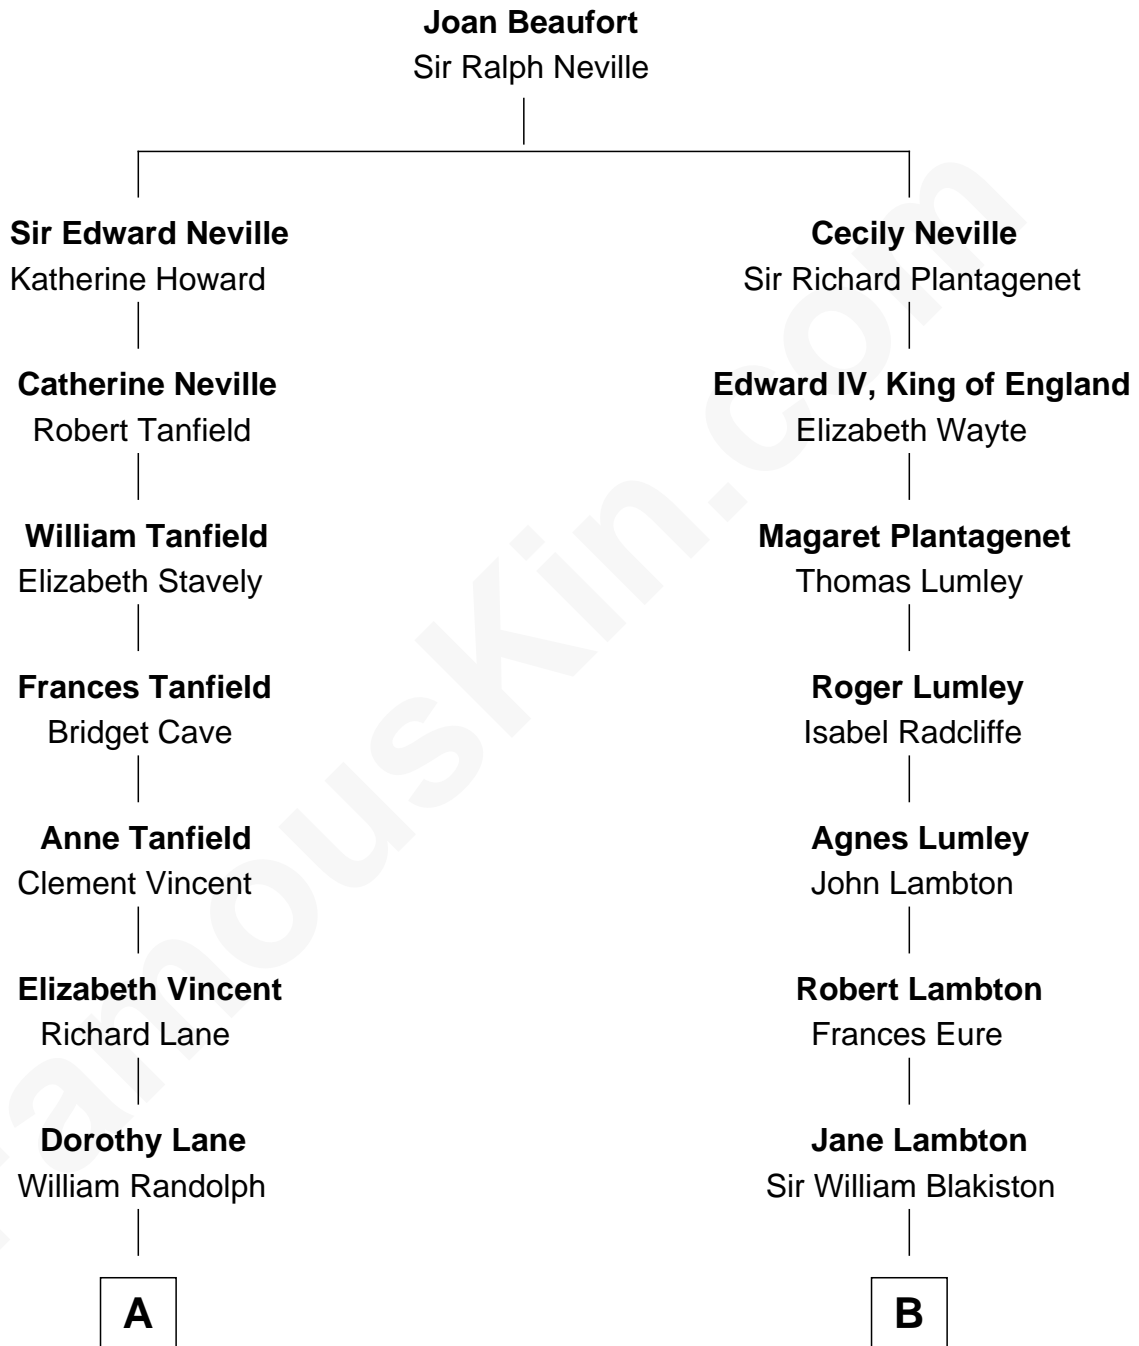 Joan Beaufort
Sir Ralph Neville
Sir Edward Neville
Katherine Howard
Cecily Neville
Sir Richard Plantagenet
Catherine Neville
Robert Tanfield
Edward IV, King of England
Elizabeth Wayte
William Tanfield
Elizabeth Stavely
Magaret Plantagenet
Thomas Lumley
Frances Tanfield
Bridget Cave
Roger Lumley
Isabel Radcliffe
Anne Tanfield
Clement Vincent
Agnes Lumley
John Lambton
Elizabeth Vincent
Richard Lane
Robert Lambton
Frances Eure
Dorothy Lane
William Randolph
Jane Lambton
Sir William Blakiston
A
B
FamousKin.com